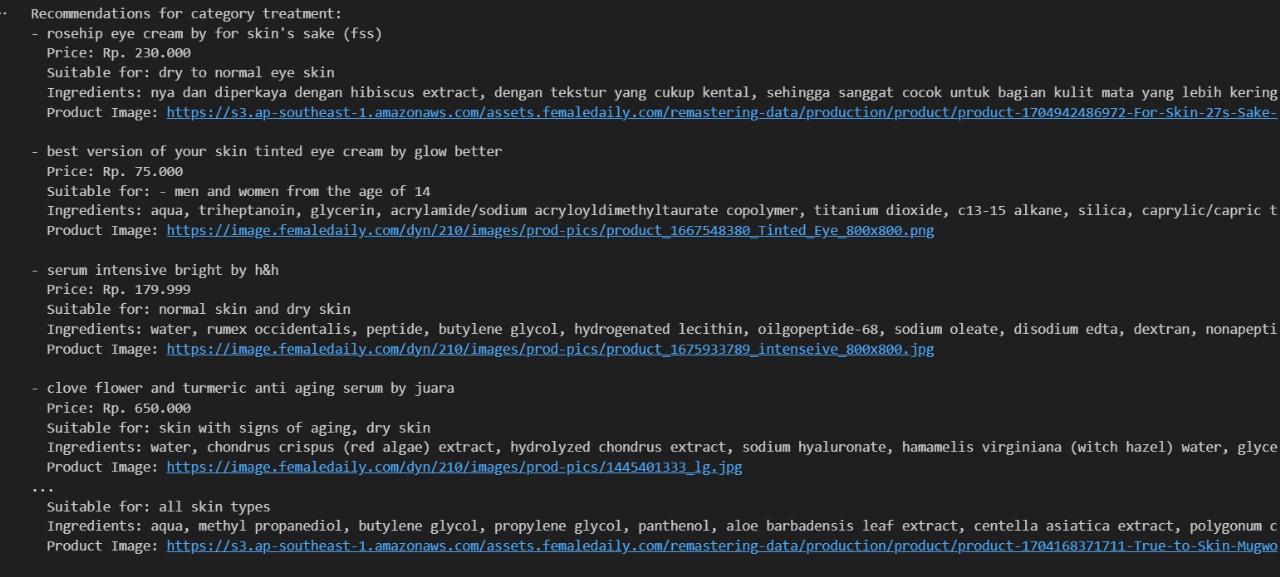 Recommendations for category treatment:
- rosehip eye cream by for skin's sake (fss)
Price: Rp. 230.000
Suitable for: dry to normal eye skin
Ingredients: nya dan diperkaya dengan hibiscus extract, dengan tekstur yang cukup kental, sehingga sanggat cocok untuk bagian kulit mata yang lebih kering
Product Image: https://s3.ap-southeast-1.amazonaws.com/assets.femaledaily.com/remastering-data/production/product/product-1704942486972-For-Skin-27s-Sake-
- best version of your skin tinted eye cream by glow better
Price: Rp. 75.000
Suitable for: - men and women from the age of 14
Ingredients: aqua, triheptanoin, glycerin, acrylamide/sodium acryloyldimethyltaurate copolymer, titanium dioxide, c13-15 alkane, silica, caprylic/capric t
Product Image: https://image.femaledaily.com/dyn/210/images/prod-pics/product_1667548380_Tinted_Eye_800x800.png
- serum intensive bright by h&h
Price: Rp. 179.999
Suitable for: normal skin and dry skin
Ingredients: water, rumex occidentalis, peptide, butylene glycol, hydrogenated lecithin, oilgopeptide-68, sodium oleate, disodium edta, dextran, nonapepti
Product Image: https://image.femaledaily.com/dyn/210/images/prod-pics/product_1675933789_intenseive_800x800.jpg
- clove flower and turmeric anti aging serum by juara
Price: Rp. 650.000
Suitable for: skin with signs of aging, dry skin
Ingredients: water, chondrus crispus (red algae) extract, hydrolyzed chondrus extract, sodium hyaluronate, hamamelis virginiana (witch hazel) water, glyce
Product Image: https://image.femaledaily.com/dyn/210/images/prod-pics/1445401333_lg.jpg
...
Suitable for: all skin types
Ingredients: aqua, methyl propanediol, butylene glycol, propylene glycol, panthenol, aloe barbadensis leaf extract, centella asiatica extract, polygonum c
Product Image: https://s3.ap-southeast-1.amazonaws.com/assets.femaledaily.com/remastering-data/production/product/product-1704168371711-True-to-Skin-Mugwo